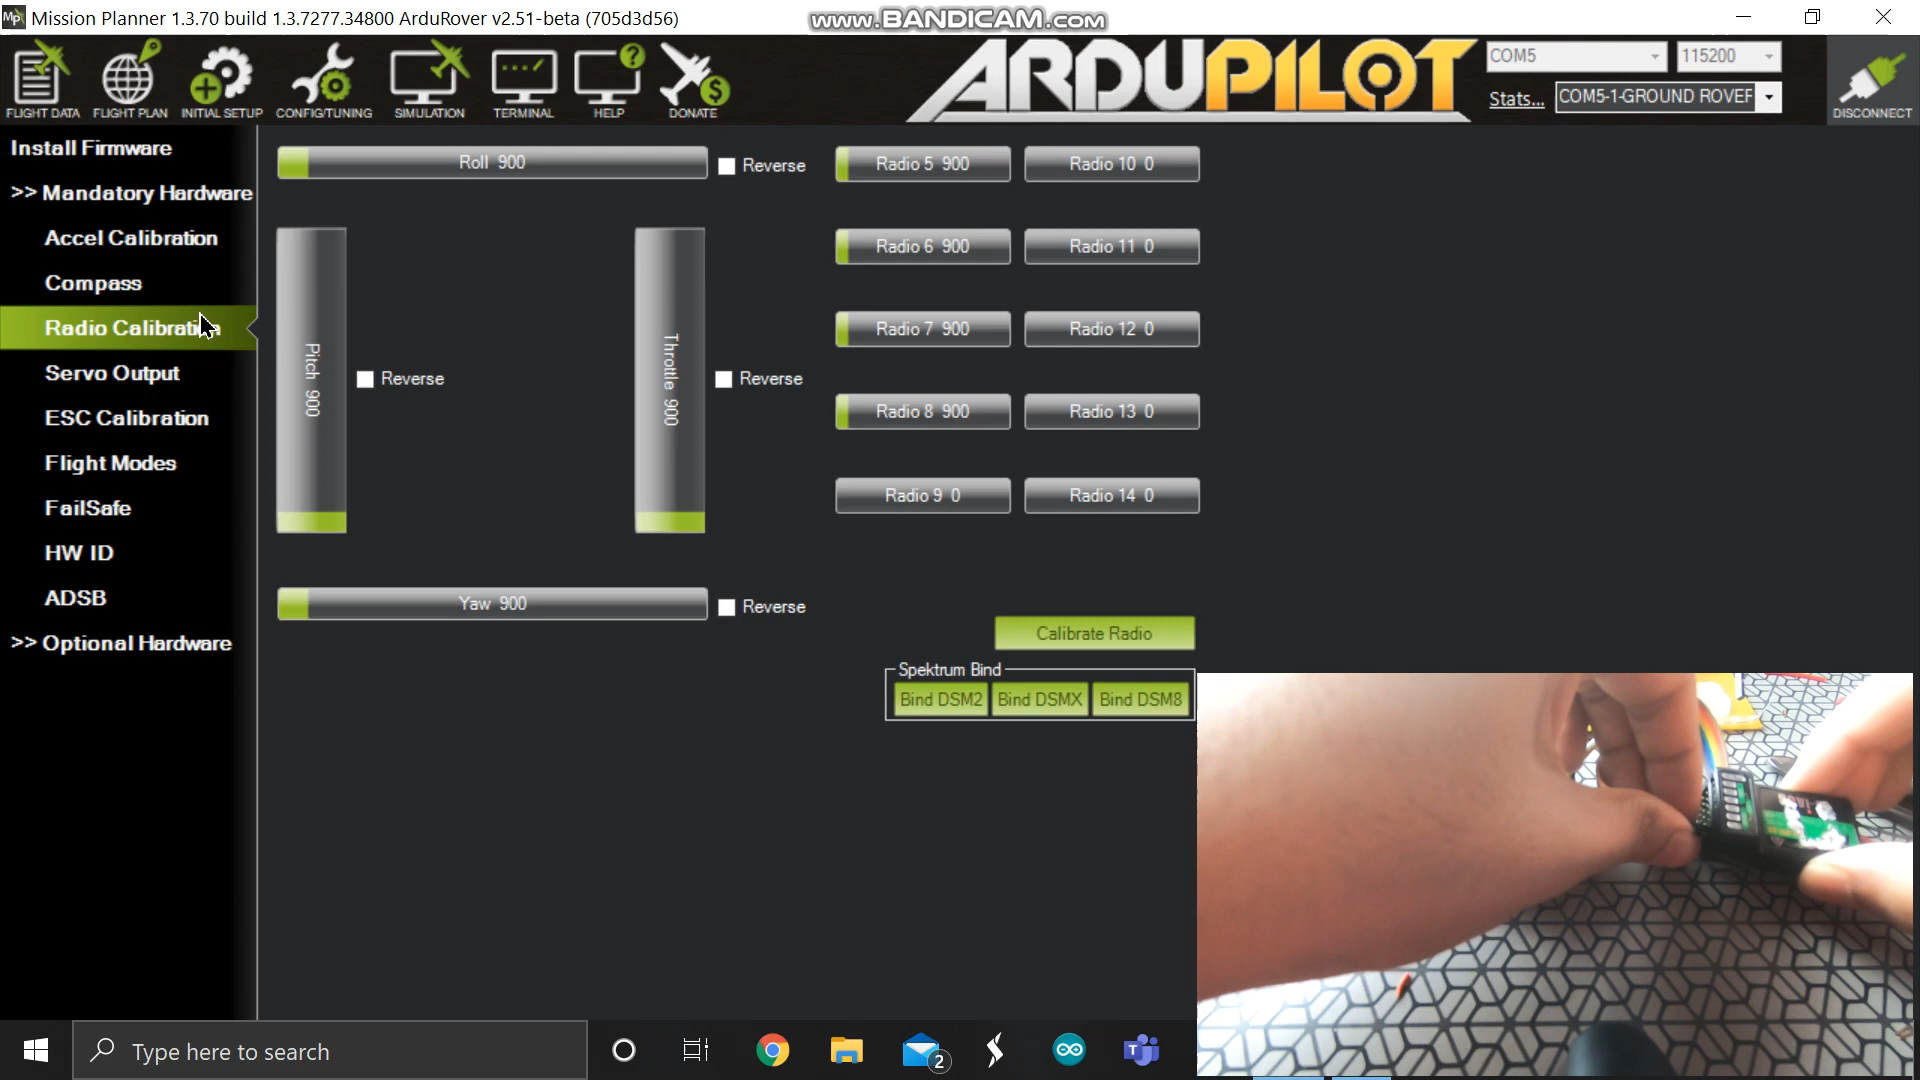 Mission Planner 1.3.70 build 1.3.7277.34800 ArduRover v2.51-beta (705d3d56)
www.BANDICAM.com
FLIGHT DATA
FLIGHT PLAN
INITIAL SETUP
CONFIG/TUNING
SIMULATION
TERMINAL
HELP
DONATE
ARDUPILOT
COM5
115200
Stats...
COM5-1-GROUND ROVER
DISCONNECT
Install Firmware
>> Mandatory Hardware
Accel Calibration
Compass
Radio Calibration
Servo Output
ESC Calibration
Flight Modes
FailSafe
HW ID
ADSB
>> Optional Hardware
Roll 900
Reverse
Pitch 900
Reverse
Throttle 900
Reverse
Yaw 900
Reverse
Radio 5 900
Radio 10 0
Radio 6 900
Radio 11 0
Radio 7 900
Radio 12 0
Radio 8 900
Radio 13 0
Radio 9 0
Radio 14 0
Calibrate Radio
Spektrum Bind
Bind DSM2
Bind DSMX
Bind DSM8
Type here to search
2